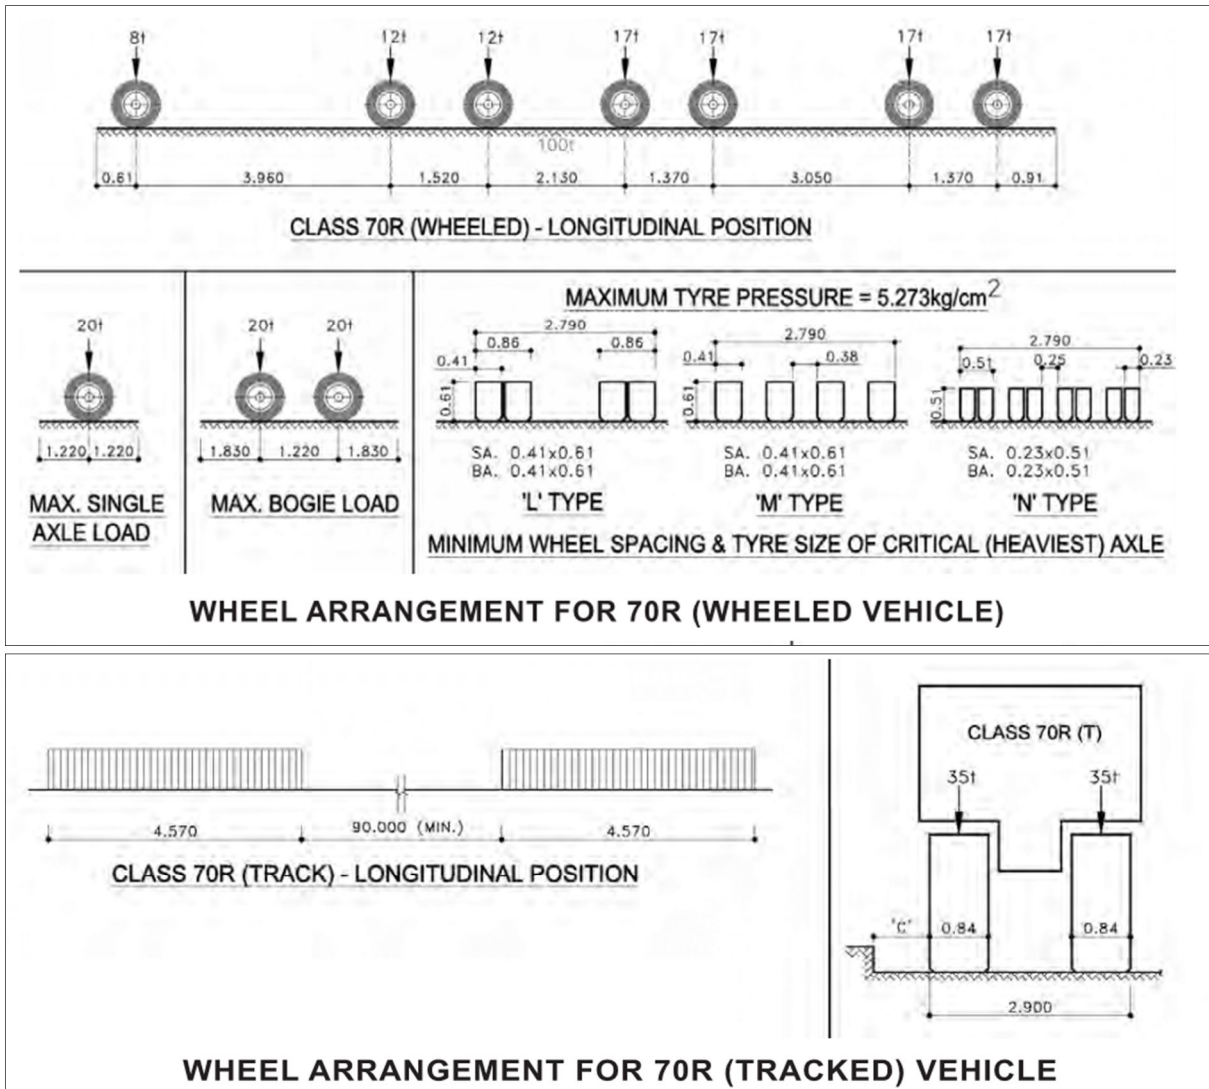 8t 12t 12t 17t 17t 17t 17t
100t
0.61 3.960 1.520 2.130 1.370 3.050 1.370 0.91
CLASS 70R (WHEELED) - LONGITUDINAL POSITION
20t
1.220 1.220
MAX. SINGLE
AXLE LOAD
20t 20t
1.830 1.220 1.830
MAX. BOGIE LOAD
MAXIMUM TYRE PRESSURE = 5.273kg/cm2
2.790
0.86 0.86
0.41
0.61
SA. 0.41x0.61
BA. 0.41x0.61
'L' TYPE
2.790
0.41 0.38
0.61
SA. 0.41x0.61
BA. 0.41x0.61
'M' TYPE
2.790
0.51 0.25 0.23
0.51
SA. 0.23x0.51
BA. 0.23x0.51
'N' TYPE
MINIMUM WHEEL SPACING & TYRE SIZE OF CRITICAL (HEAVIEST) AXLE
WHEEL ARRANGEMENT FOR 70R (WHEELED VEHICLE)
4.570 90.000 (MIN.) 4.570
CLASS 70R (TRACK) - LONGITUDINAL POSITION
CLASS 70R (T)
35t 35t
'C' 0.84 0.84
2.900
WHEEL ARRANGEMENT FOR 70R (TRACKED) VEHICLE